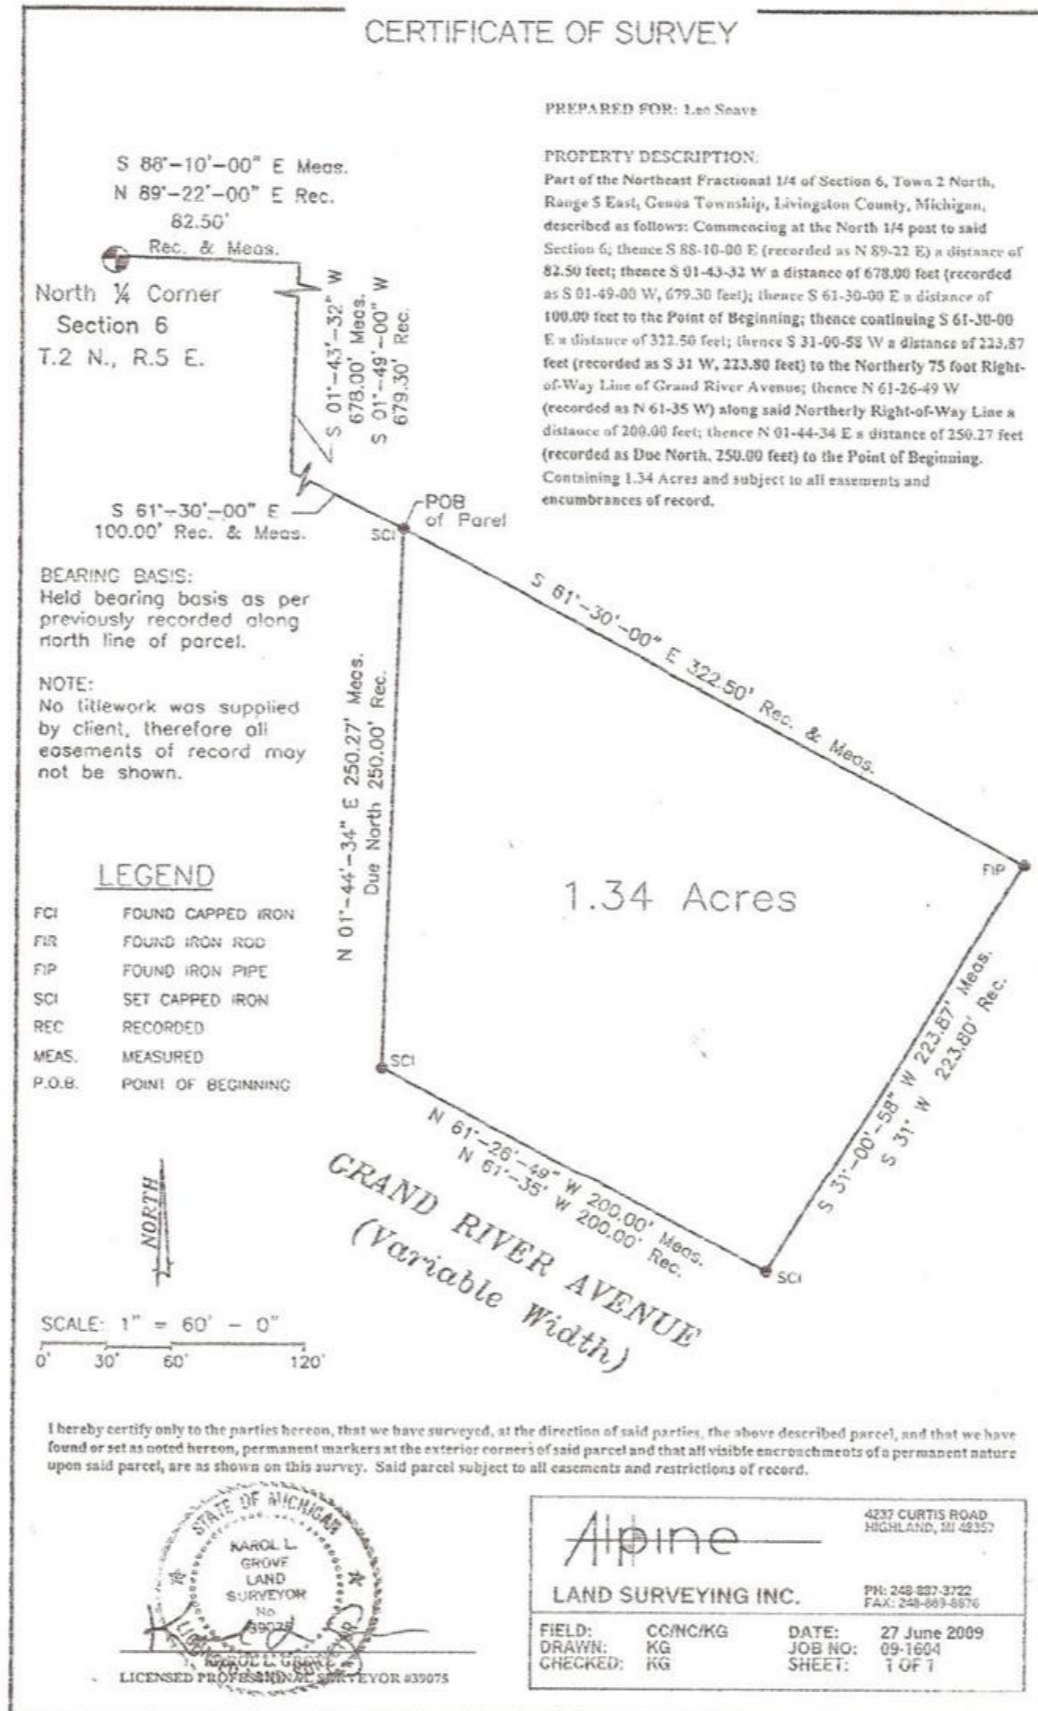 CERTIFICATE OF SURVEY
PREPARED FOR: Leo Soave
PROPERTY DESCRIPTION:
Part of the Northeast Fractional 1/4 of Section 6, Town 2 North,
Range 5 East, Genoa Township, Livingston County, Michigan,
described as follows: Commencing at the North 1/4 post to said
Section 6; thence S 88-10-00 E (recorded as N 89-22 E) a distance of
82.50 feet; thence S 01-43-32 W a distance of 678.00 feet (recorded
as S 01-49-00 W, 679.30 feet); thence S 61-30-00 E a distance of
100.00 feet to the Point of Beginning; thence continuing S 61-30-00
E a distance of 322.50 feet; thence S 31-00-58 W a distance of 223.87
feet (recorded as S 31 W, 223.80 feet) to the Northerly 75 foot Right-
of-Way Line of Grand River Avenue; thence N 61-26-49 W
(recorded as N 61-35 W) along said Northerly Right-of-Way Line a
distance of 200.00 feet; thence N 01-44-34 E a distance of 250.27 feet
(recorded as Due North, 250.00 feet) to the Point of Beginning.
Containing 1.34 Acres and subject to all easements and
encumbrances of record.
S 88°-10'-00" E Meas.
N 89°-22'-00" E Rec.
82.50'
Rec. & Meas.
North ¼ Corner
Section 6
T.2 N., R.5 E.
S 01°-43'-32" W
678.00' Meas.
S 01°-49'-00" W
679.30' Rec.
S 61°-30'-00" E
100.00' Rec. & Meas.
POB
of Parel
SCI
BEARING BASIS:
Held bearing basis as per
previously recorded along
north line of parcel.
NOTE:
No titlework was supplied
by client, therefore all
easements of record may
not be shown.
S 61°-30'-00" E 322.50' Rec. & Meas.
N 01°-44'-34" E 250.27' Meas.
Due North 250.00' Rec.
1.34 Acres
FIP
S 31°-00'-58" W 223.87' Meas.
S 31° W 223.80' Rec.
SCI
N 61°-26'-49" W 200.00' Meas.
N 61°-35' W 200.00' Rec.
SCI
GRAND RIVER AVENUE
(Variable Width)
LEGEND
FCI FOUND CAPPED IRON
FIR FOUND IRON ROD
FIP FOUND IRON PIPE
SCI SET CAPPED IRON
REC RECORDED
MEAS. MEASURED
P.O.B. POINT OF BEGINNING
NORTH
SCALE: 1" = 60' - 0"
0' 30' 60' 120'
I hereby certify only to the parties hereon, that we have surveyed, at the direction of said parties, the above described parcel, and that we have
found or set as noted hereon, permanent markers at the exterior corners of said parcel and that all visible encroachments of a permanent nature
upon said parcel, are as shown on this survey. Said parcel subject to all easements and restrictions of record.
STATE OF MICHIGAN
KAROL L.
GROVE
LAND
SURVEYOR
No.
39075
KAROL L. GROVE
LICENSED PROFESSIONAL SURVEYOR #39075
Alpine
LAND SURVEYING INC.
4237 CURTIS ROAD
HIGHLAND, MI 48357
PH: 248-887-3722
FAX: 248-889-8876
FIELD: CC/NC/KG DATE: 27 June 2009
DRAWN: KG JOB NO: 09-1604
CHECKED: KG SHEET: 1 OF 1